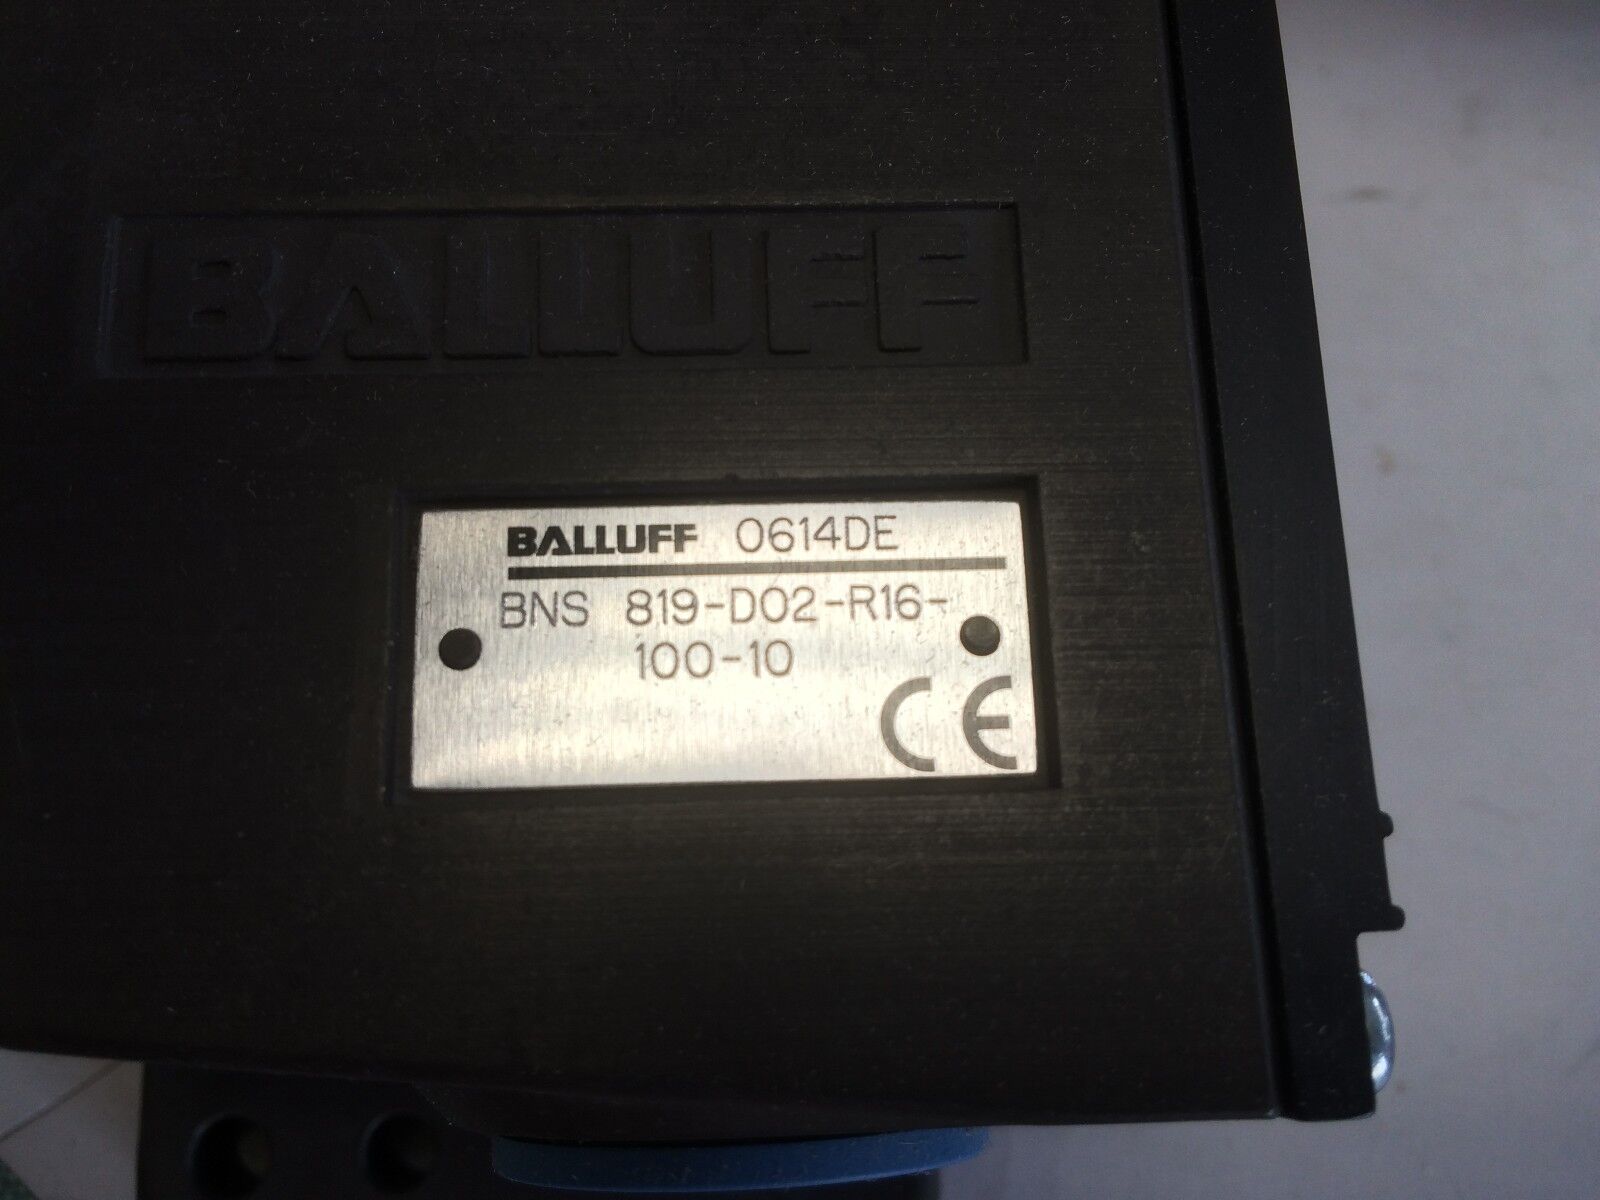 BALLUFF
BALLUFF 0614DE
BNS 819-D02-R16-
100-10
CE